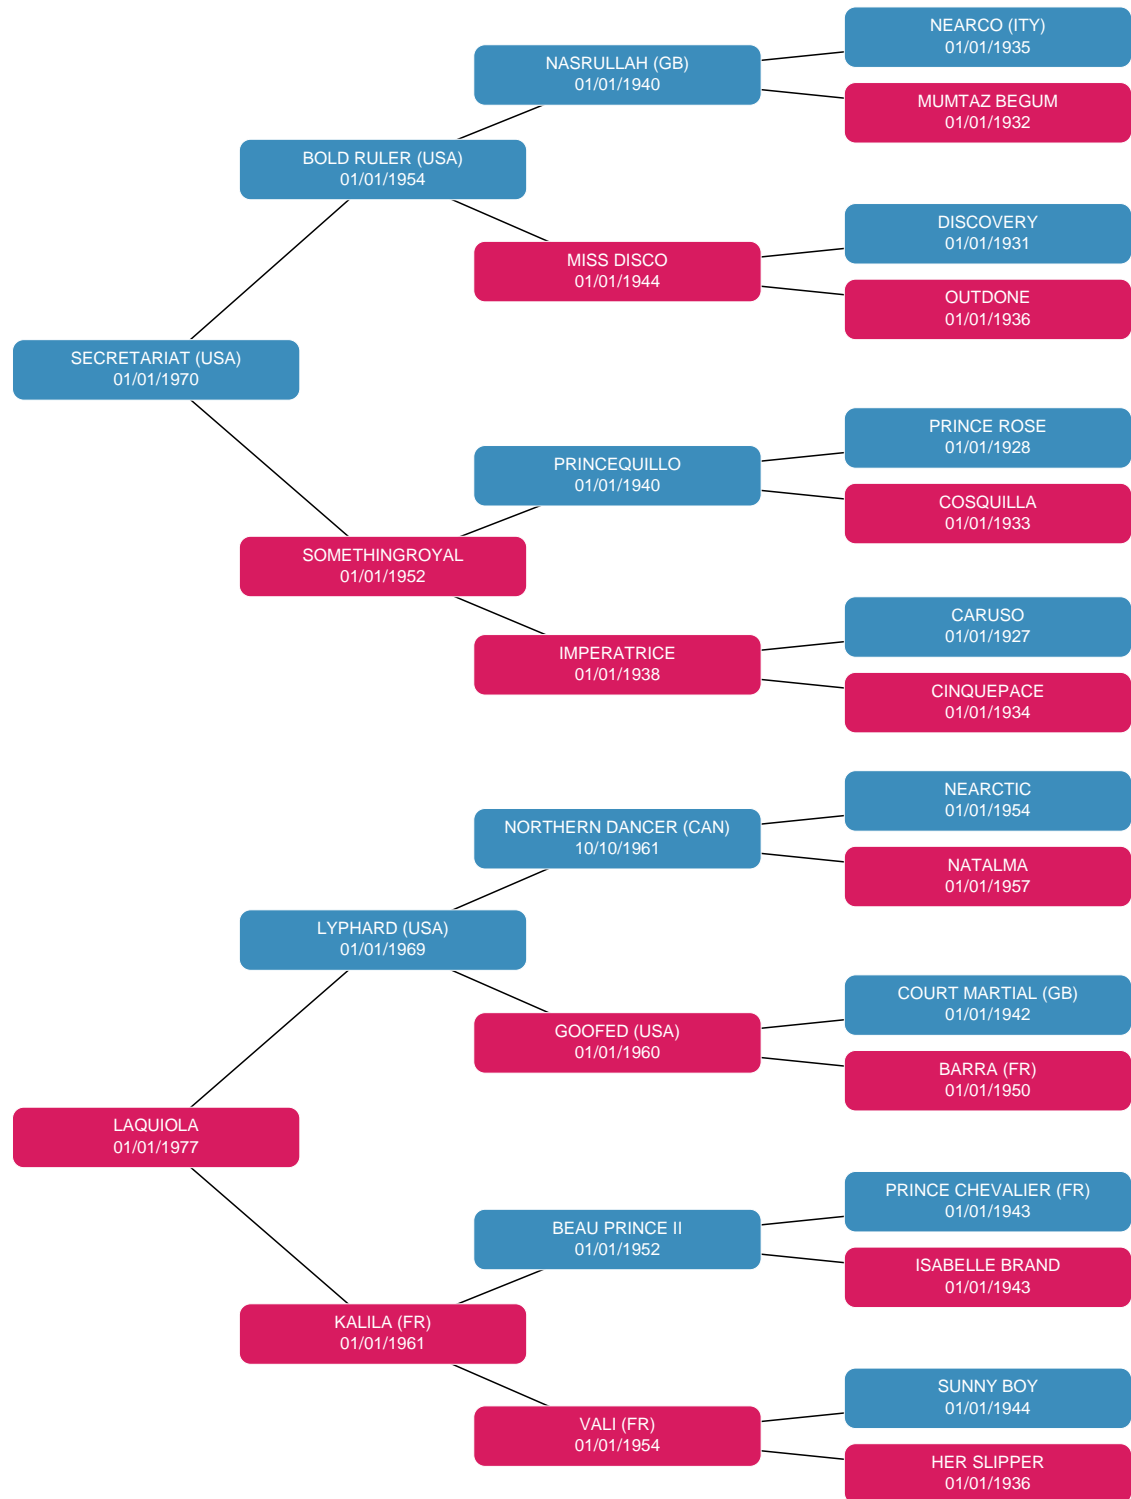 NEARCO (ITY)
01/01/1935
NASRULLAH (GB)
01/01/1940
MUMTAZ BEGUM
01/01/1932
BOLD RULER (USA)
01/01/1954
DISCOVERY
01/01/1931
MISS DISCO
01/01/1944
OUTDONE
01/01/1936
SECRETARIAT (USA)
01/01/1970
PRINCE ROSE
01/01/1928
PRINCEQUILLO
01/01/1940
COSQUILLA
01/01/1933
SOMETHINGROYAL
01/01/1952
CARUSO
01/01/1927
IMPERATRICE
01/01/1938
CINQUEPACE
01/01/1934
NEARCTIC
01/01/1954
NORTHERN DANCER (CAN)
10/10/1961
NATALMA
01/01/1957
LYPHARD (USA)
01/01/1969
COURT MARTIAL (GB)
01/01/1942
GOOFED (USA)
01/01/1960
BARRA (FR)
01/01/1950
LAQUIOLA
01/01/1977
PRINCE CHEVALIER (FR)
01/01/1943
BEAU PRINCE II
01/01/1952
ISABELLE BRAND
01/01/1943
KALILA (FR)
01/01/1961
SUNNY BOY
01/01/1944
VALI (FR)
01/01/1954
HER SLIPPER
01/01/1936